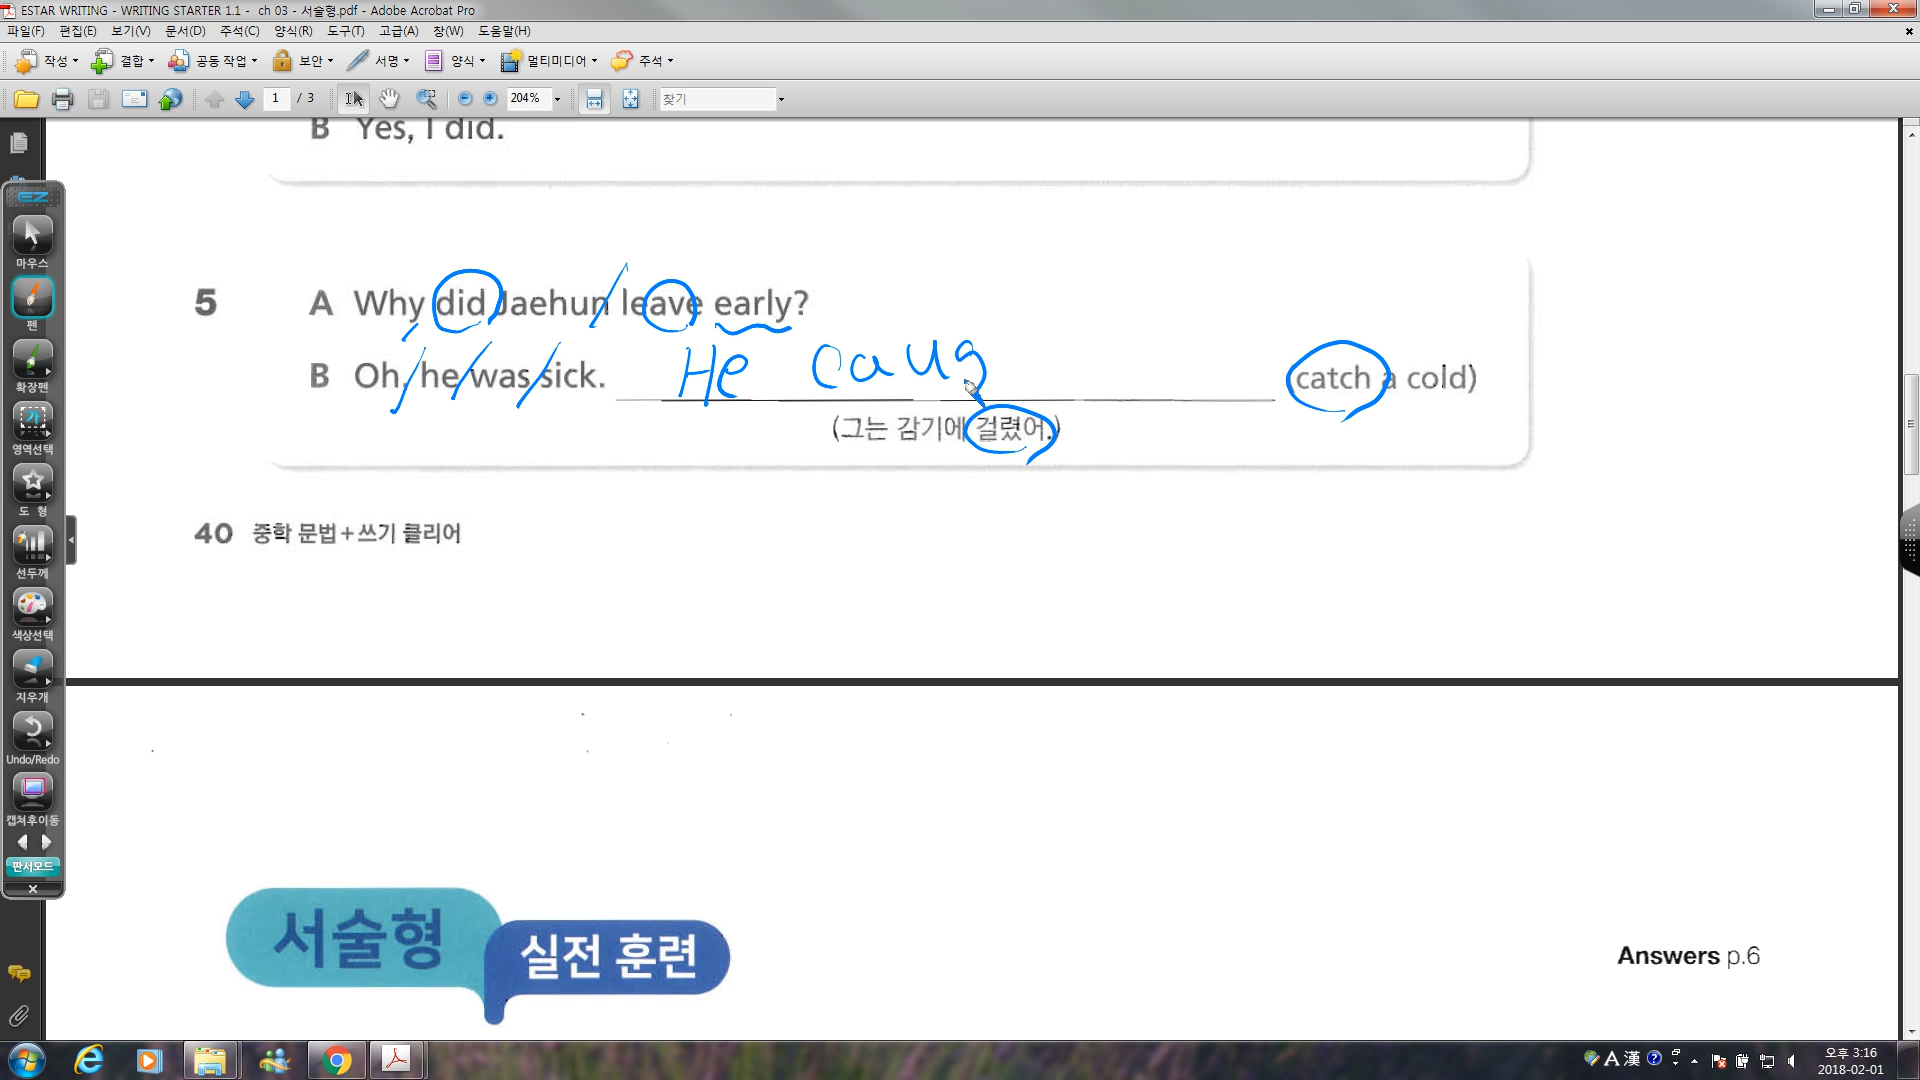 ESTAR WRITING - WRITING STARTER 1.1 - ch 03 - 서술형.pdf - Adobe Acrobat Pro
파일(F) 편집(E) 보기(V) 문서(D) 주석(C) 양식(R) 도구(T) 고급(A) 창(W) 도움말(H)
작성 결합 공동 작업 보안 서명 양식 멀티미디어 주석
1 / 3 204% 찾기
B Yes, I did.
EZ
마우스
펜
확장펜
영역선택
도 형
선두께
색상선택
지우개
Undo/Redo
캡쳐후이동
판서모드
x
5 A Why did Jaehun leave early?
B Oh, he was sick. He caug (catch a cold)
(그는 감기에 걸렸어.)
40 중학 문법+쓰기 클리어
서술형 실전 훈련
Answers p.6
A 漢
오후 3:16
2018-02-01